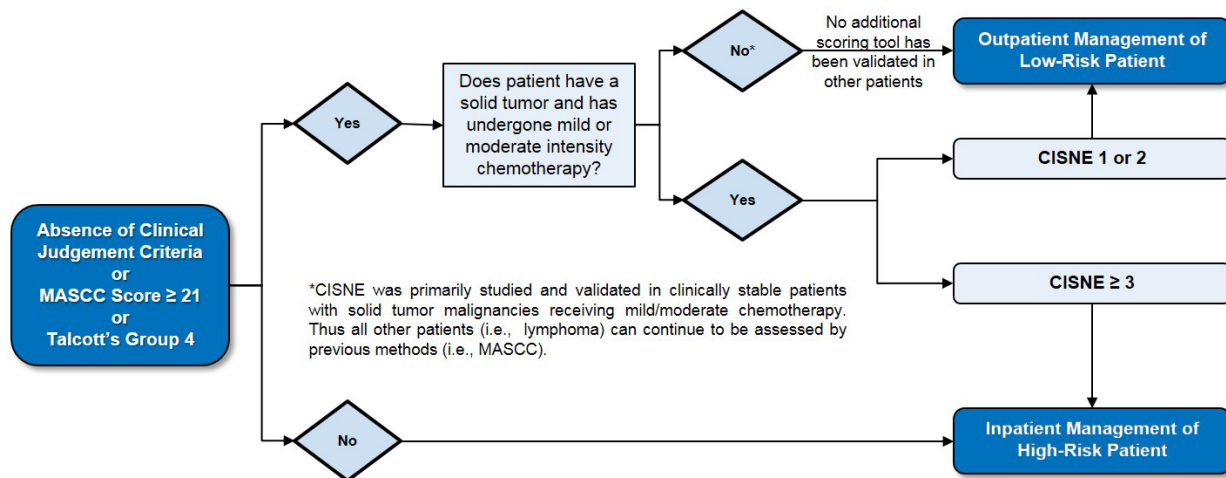 No*
No additional
scoring tool has
been validated in
other patients
Outpatient Management of
Low-Risk Patient
Does patient have a
solid tumor and has
undergone mild or
moderate intensity
chemotherapy?
Yes
CISNE 1 or 2
Yes
Absence of Clinical
Judgement Criteria
or
MASCC Score ≥ 21
or
Talcott's Group 4
CISNE ≥ 3
*CISNE was primarily studied and validated in clinically stable patients
with solid tumor malignancies receiving mild/moderate chemotherapy.
Thus all other patients (i.e., lymphoma) can continue to be assessed by
previous methods (i.e., MASCC).
No
Inpatient Management of
High-Risk Patient